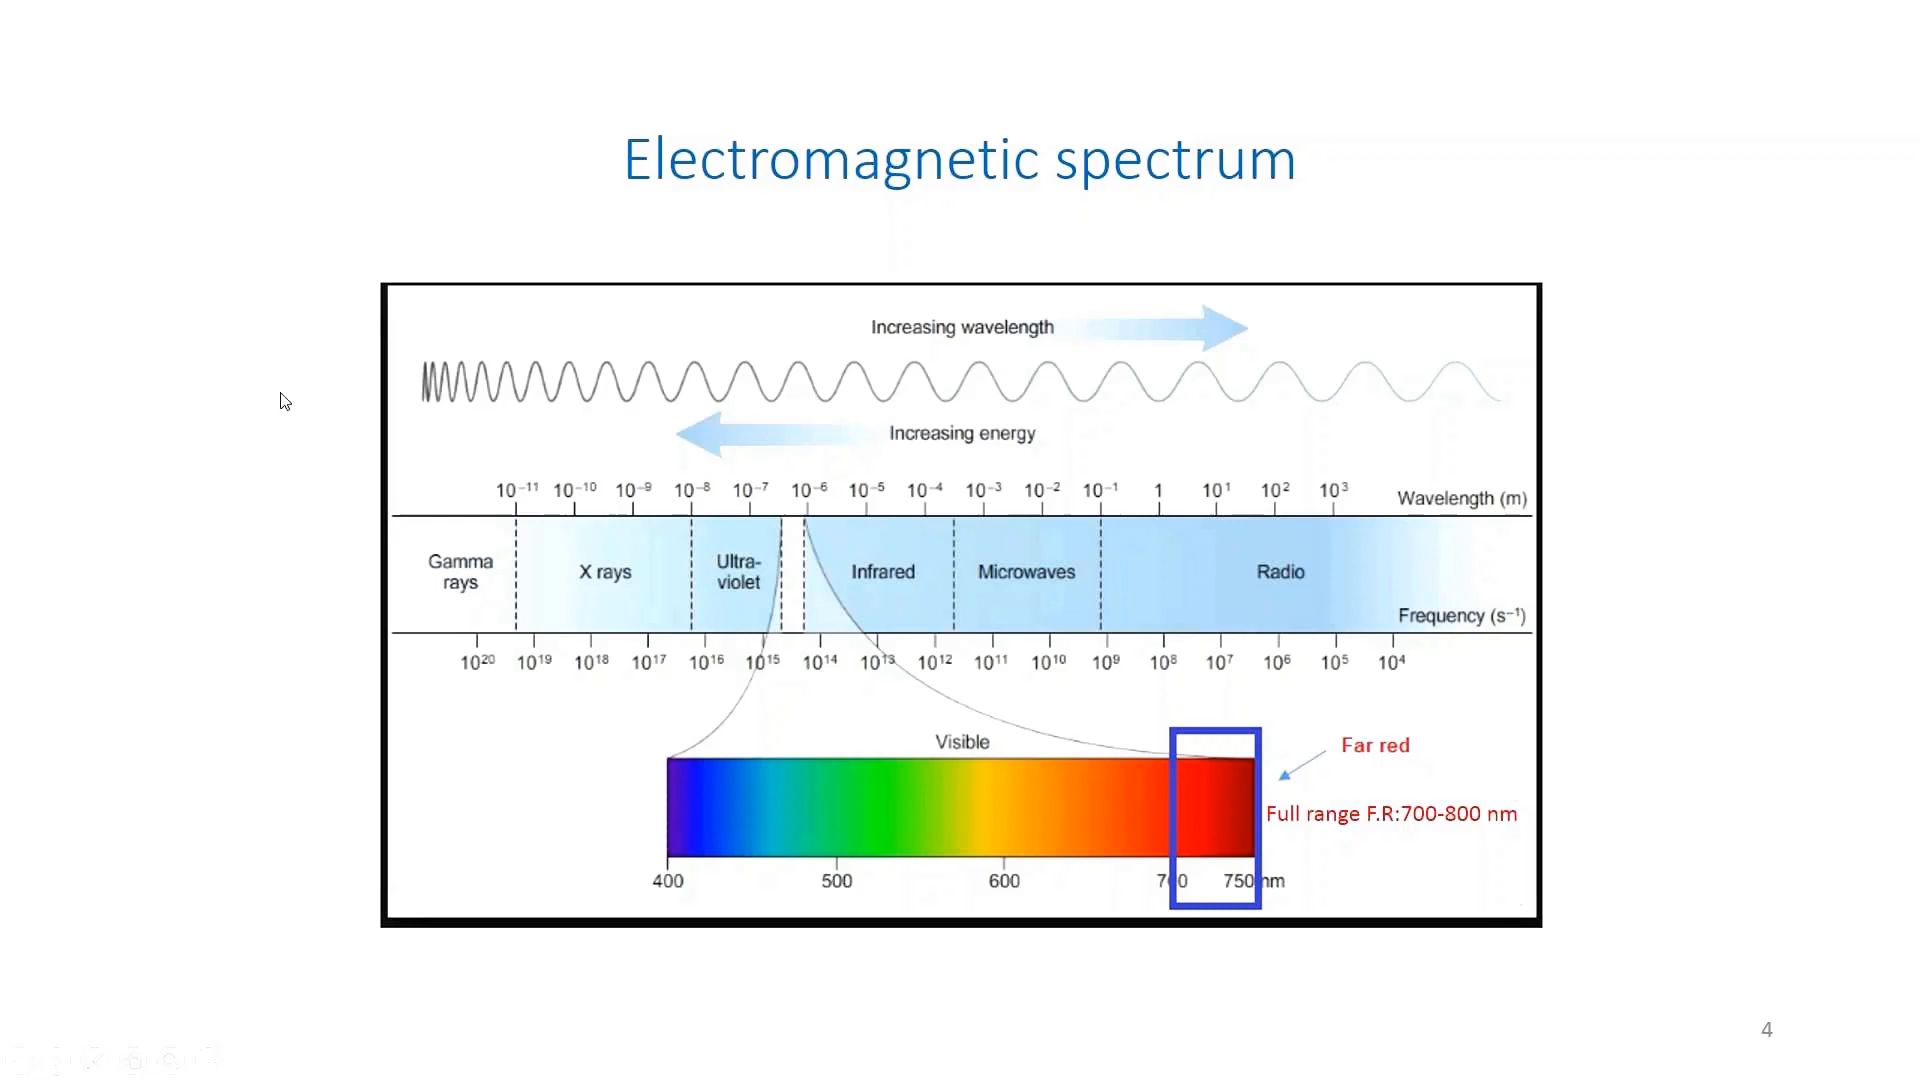 Electromagnetic spectrum
Increasing wavelength
Increasing energy
10⁻¹¹ 10⁻¹⁰ 10⁻⁹ 10⁻⁸ 10⁻⁷ 10⁻⁶ 10⁻⁵ 10⁻⁴ 10⁻³ 10⁻² 10⁻¹ 1 10¹ 10² 10³ Wavelength (m)
Gamma
rays
X rays
Ultra-
violet
Infrared
Microwaves
Radio
Frequency (s⁻¹)
10²⁰ 10¹⁹ 10¹⁸ 10¹⁷ 10¹⁶ 10¹⁵ 10¹⁴ 10¹³ 10¹² 10¹¹ 10¹⁰ 10⁹ 10⁸ 10⁷ 10⁶ 10⁵ 10⁴
Visible
Far red
Full range F.R:700-800 nm
400 500 600 700 750 nm
4